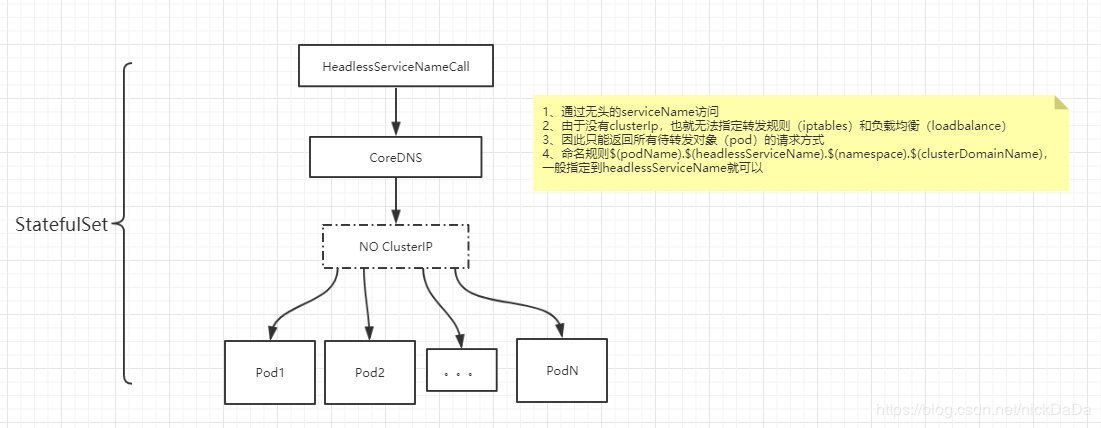 HeadlessServiceNameCall
1、通过无头的serviceName访问
2、由于没有clusterIp，也就无法指定转发规则（iptables）和负载均衡（loadbalance）
3、因此只能返回所有待转发对象（pod）的请求方式
4、命名规则$(podName).$(headlessServiceName).$(namespace).$(clusterDomainName)，
一般指定到headlessServiceName就可以
CoreDNS
StatefulSet
NO ClusterIP
Pod1
Pod2
。。。
PodN
https://blog.csdn.net/nickDaDa